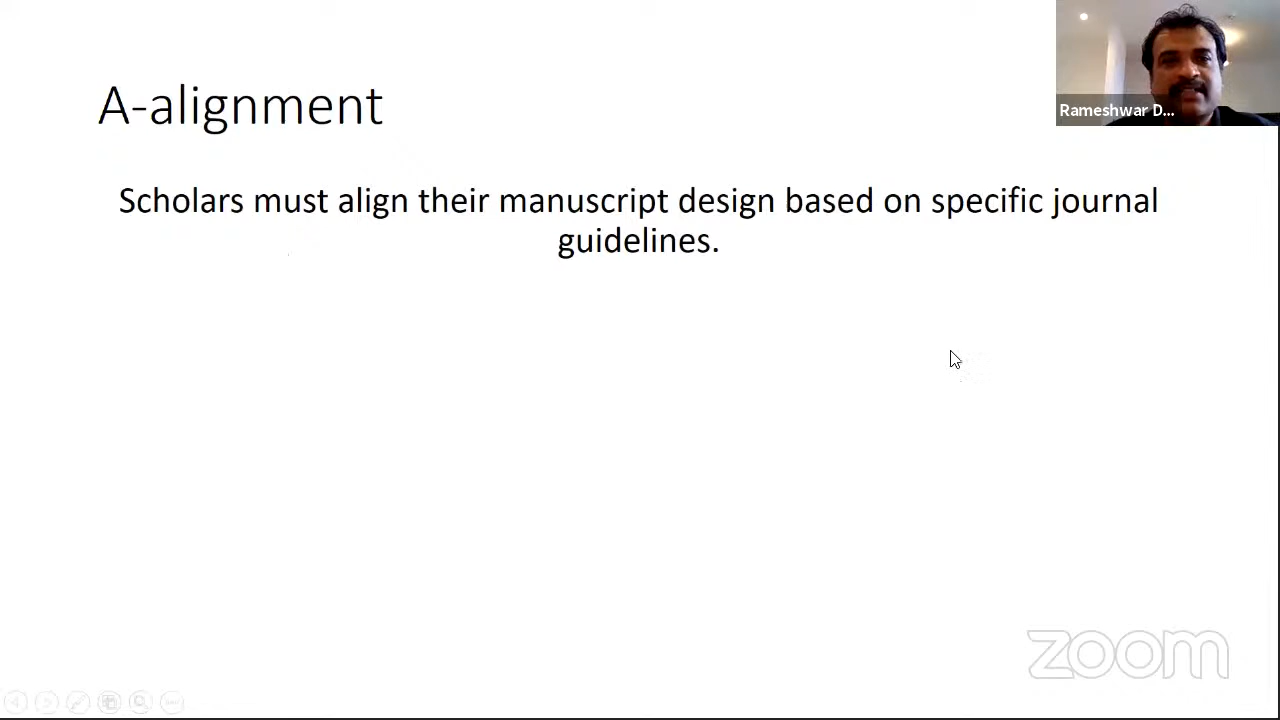 A-alignment
Rameshwar D...
Scholars must align their manuscript design based on specific journal
guidelines.
zoom